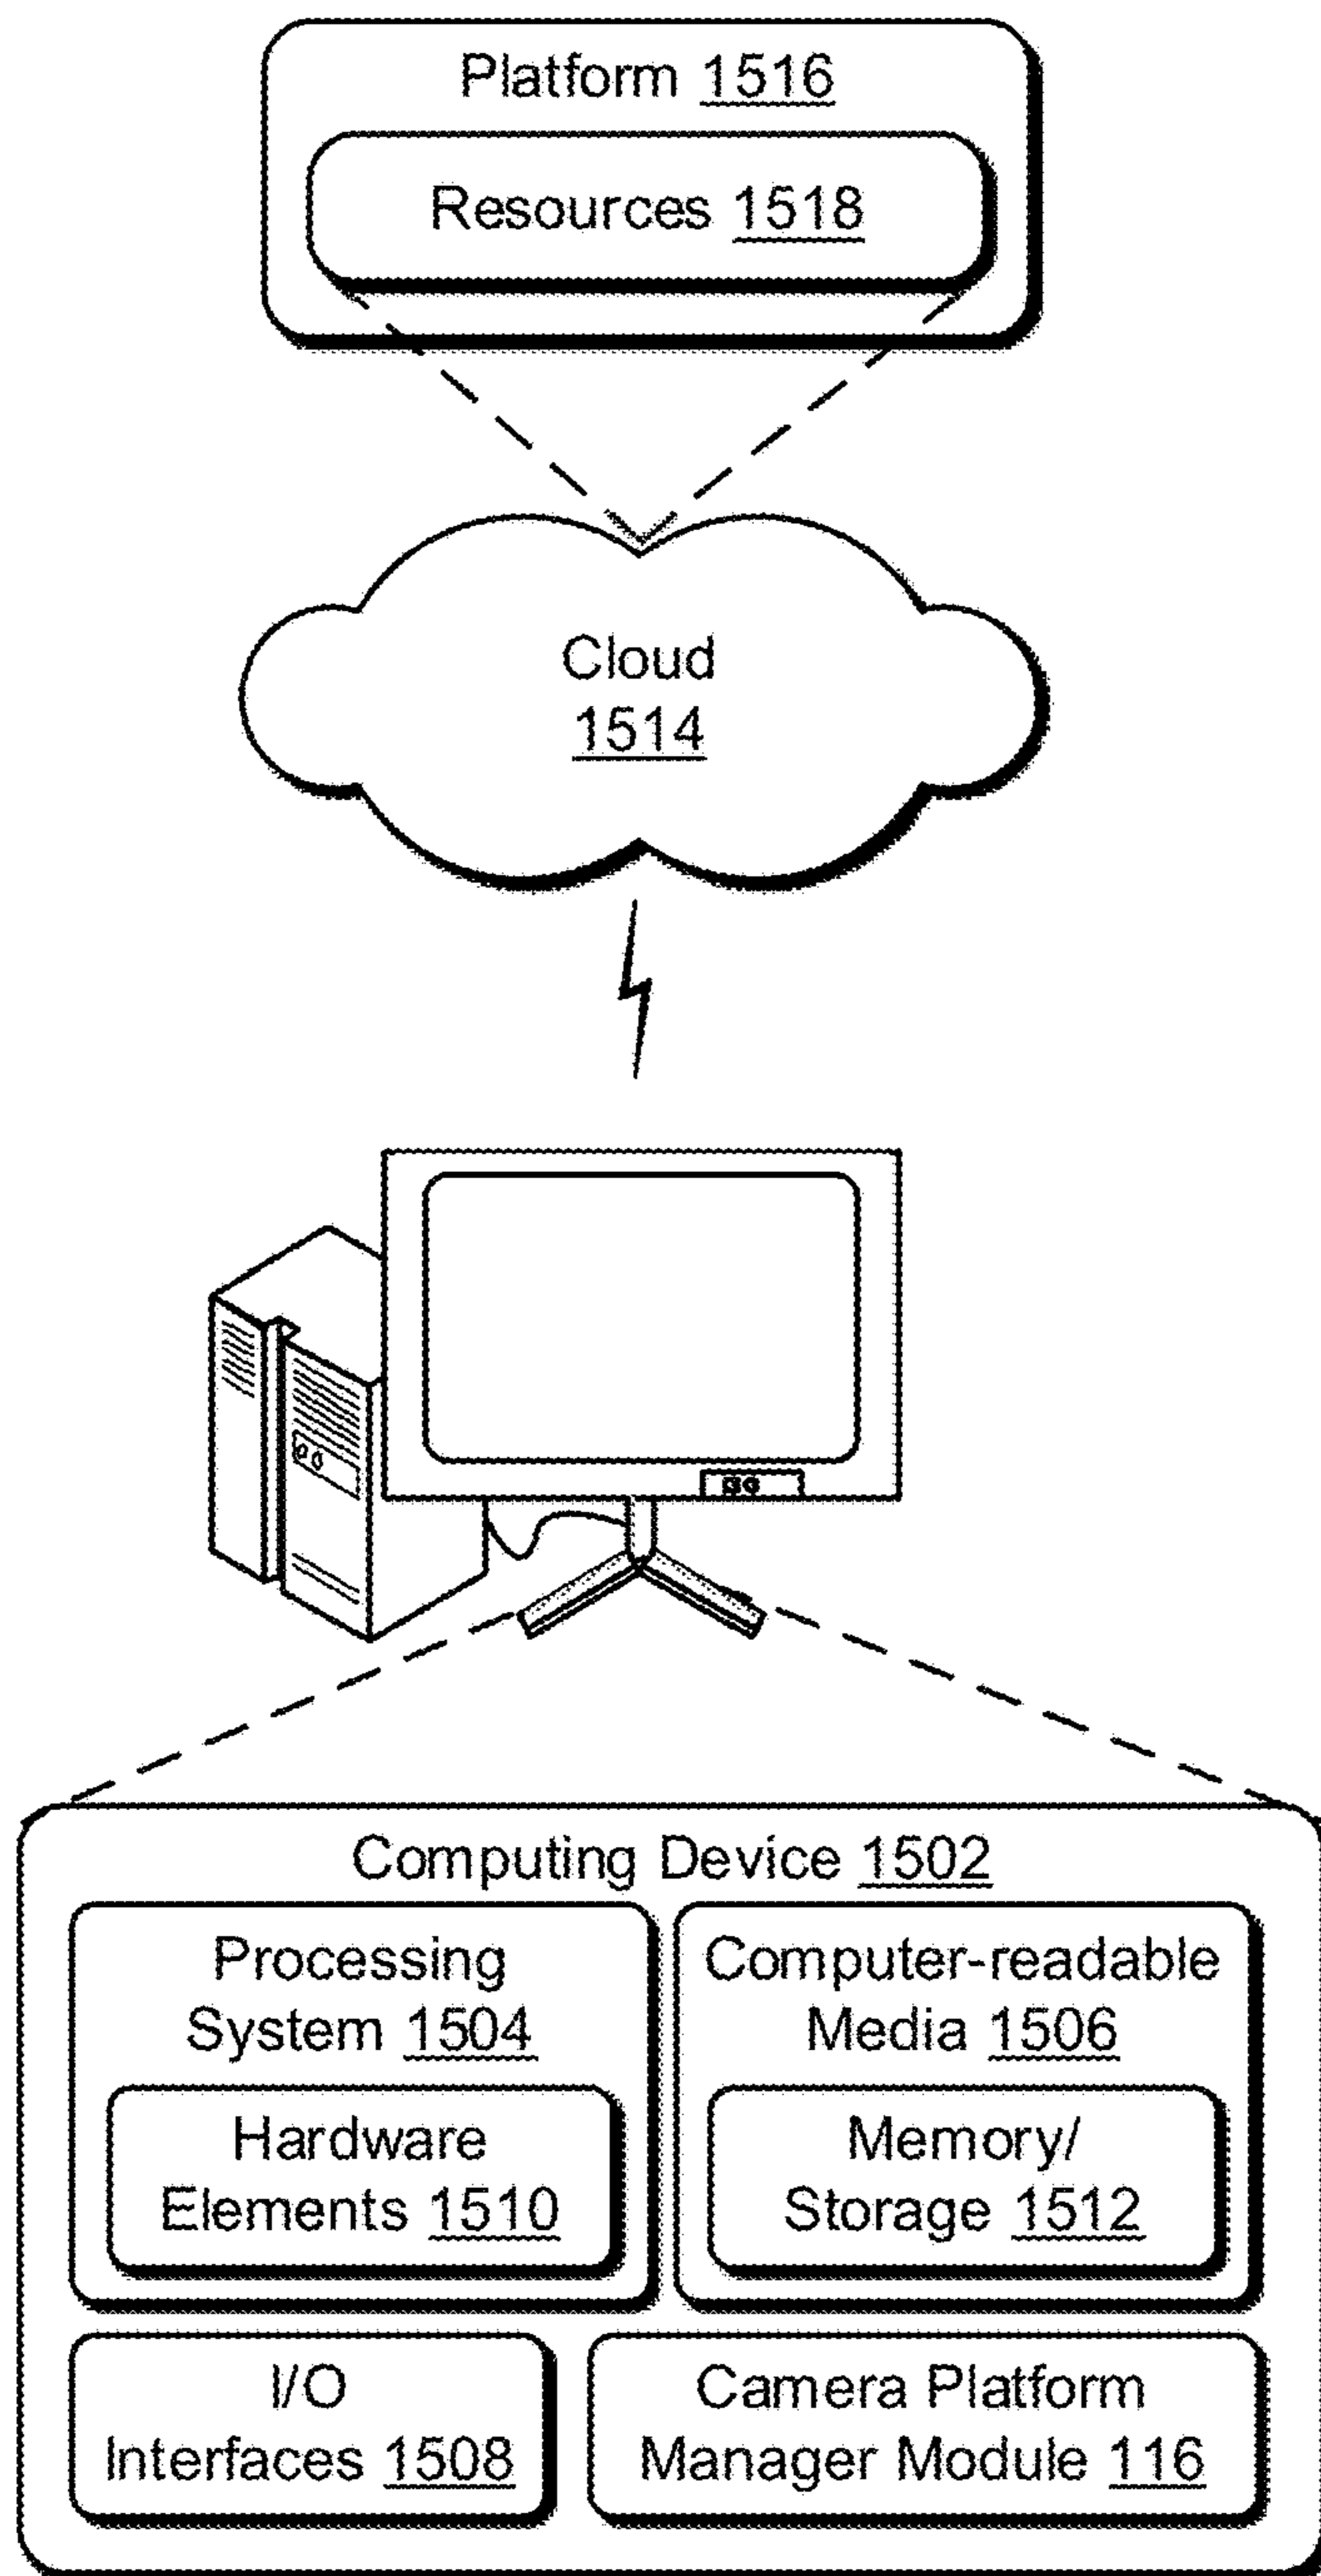 Platform 1516
Resources 1518
Cloud
1514
Computing Device 1502
Processing
System 1504
Hardware
Elements 1510
Computer-readable
Media 1506
Memory/
Storage 1512
I/O
Interfaces 1508
Camera Platform
Manager Module 116